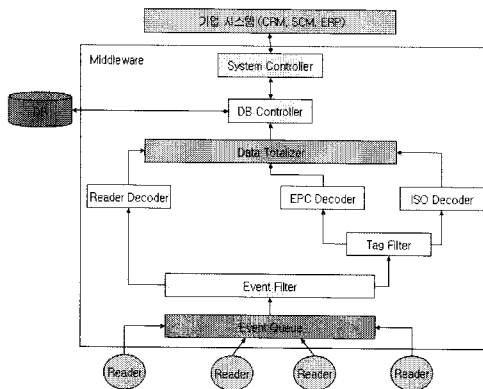 기업 시스템 (CRM, SCM, ERP)
Middleware
System Controller
DB
DB Controller
Data Totalizer
Reader Decoder
EPC Decoder
ISO Decoder
Tag Filter
Event Filter
Event Queue
Reader
Reader
Reader
Reader